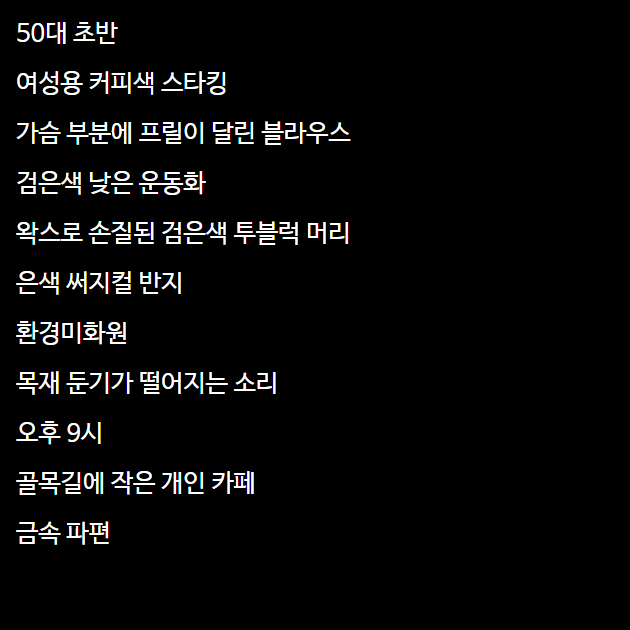 50대 초반
여성용 커피색 스타킹
가슴 부분에 프릴이 달린 블라우스
검은색 낮은 운동화
왁스로 손질된 검은색 투블럭 머리
은색 써지컬 반지
환경미화원
목재 둔기가 떨어지는 소리
오후 9시
골목길에 작은 개인 카페
금속 파편